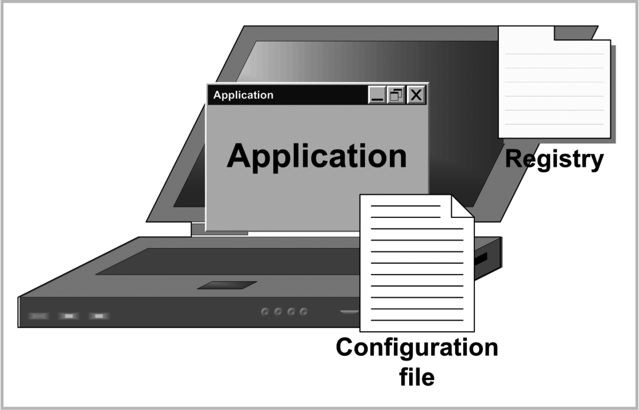 Application
Application
Registry
Configuration
file